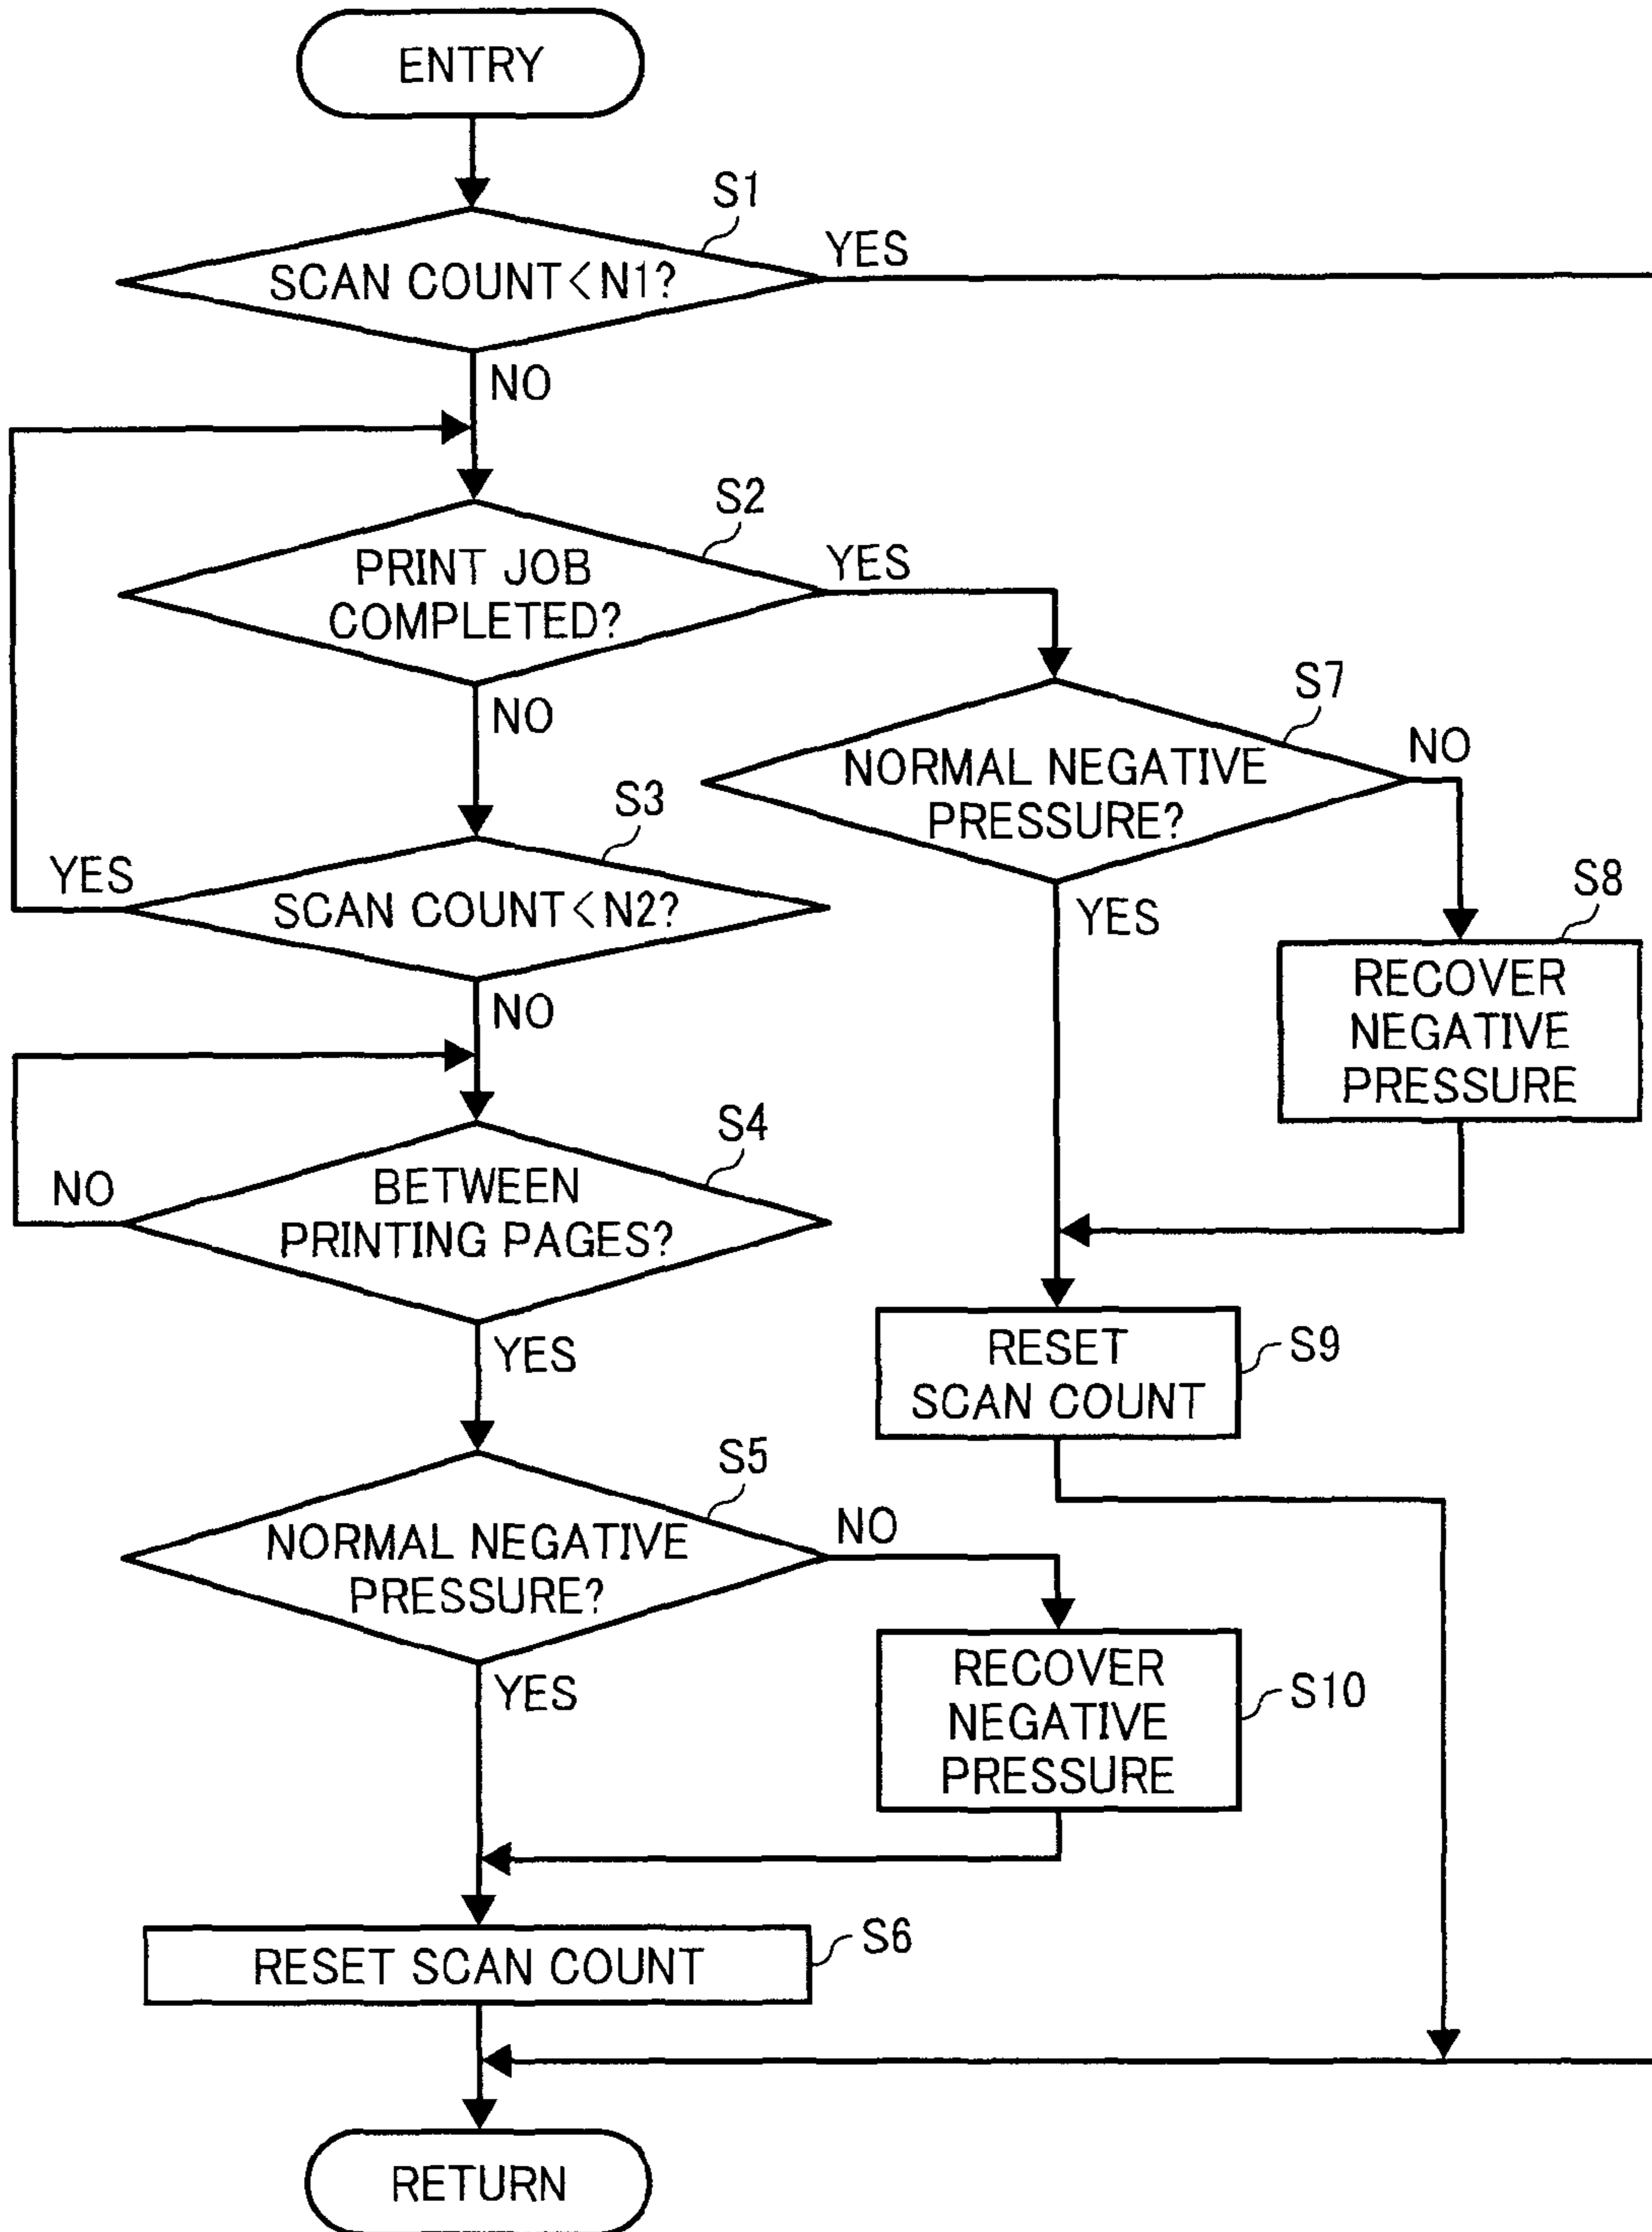 ENTRY
S1
SCAN COUNT<N1?
YES
NO
S2
PRINT JOB
COMPLETED?
YES
NO
S7
NORMAL NEGATIVE
PRESSURE?
NO
YES
S3
SCAN COUNT<N2?
YES
NO
S8
RECOVER
NEGATIVE
PRESSURE
S4
BETWEEN
PRINTING PAGES?
NO
YES
S9
RESET
SCAN COUNT
S5
NORMAL NEGATIVE
PRESSURE?
NO
YES
S10
RECOVER
NEGATIVE
PRESSURE
S6
RESET SCAN COUNT
RETURN